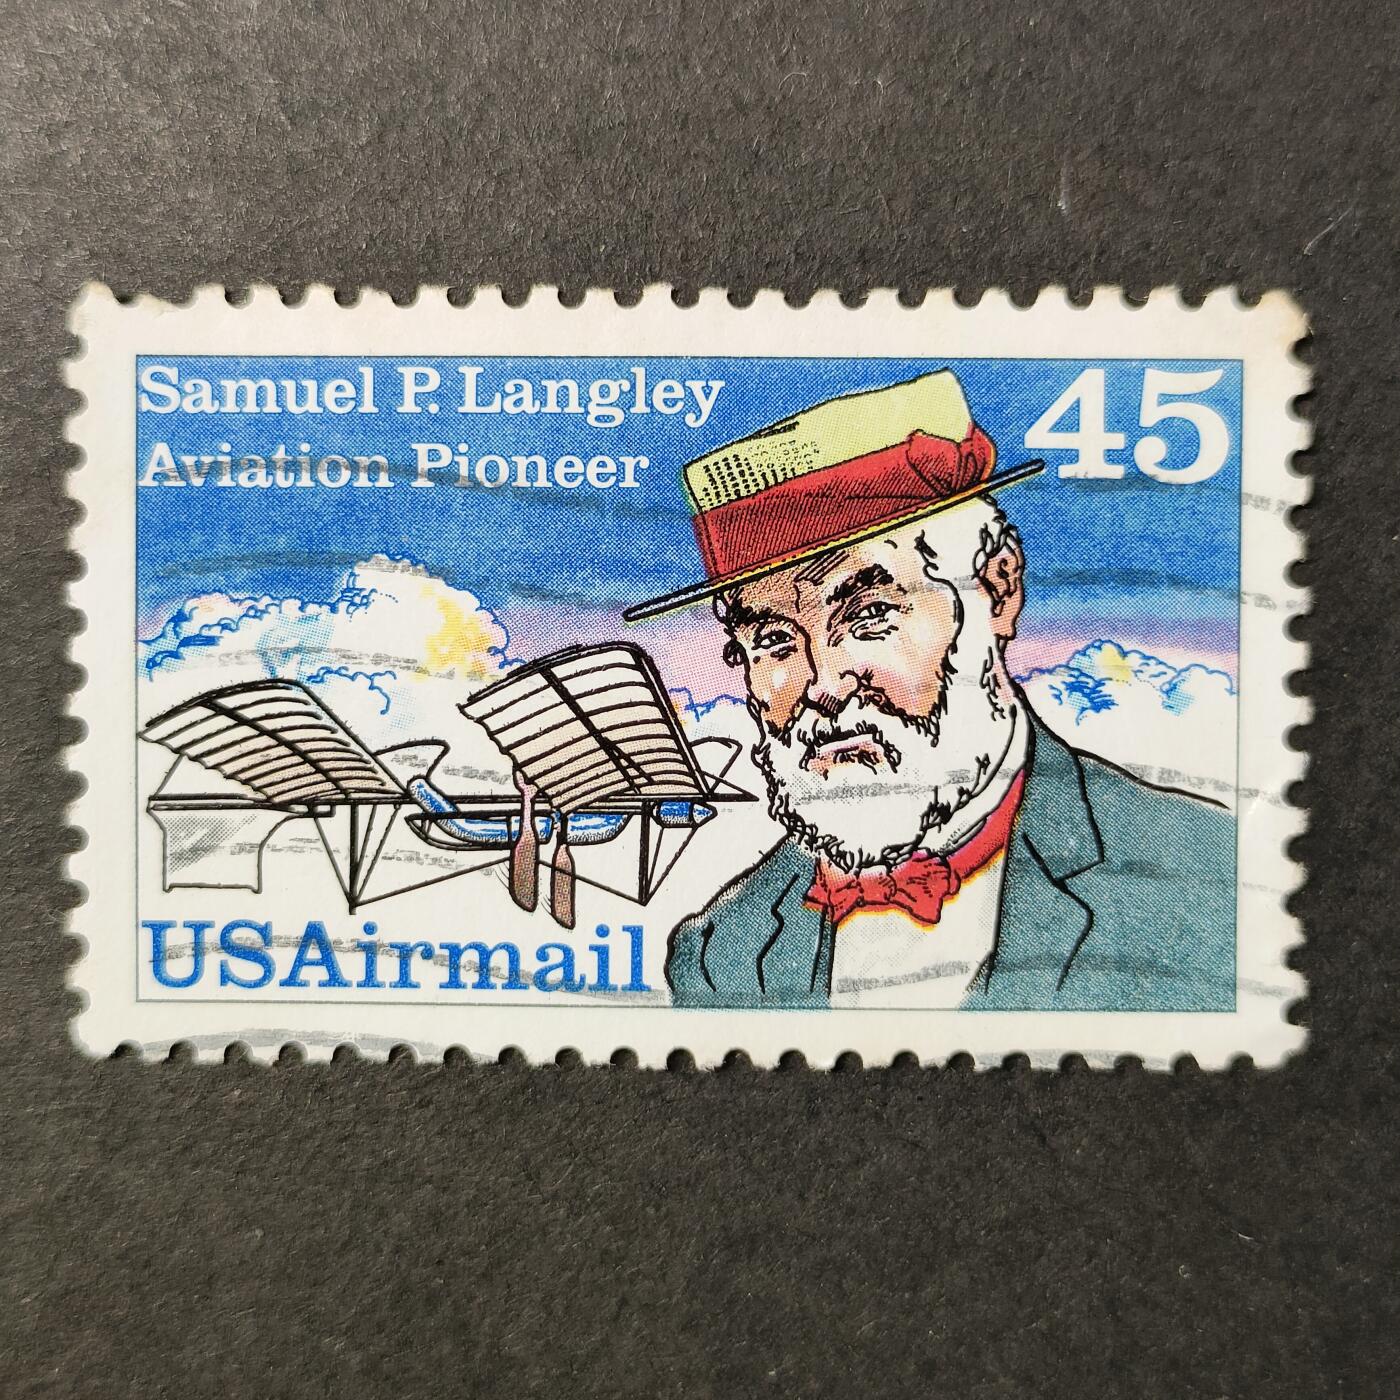 Samuel P. Langley
Aviation Pioneer
45
USAirmail